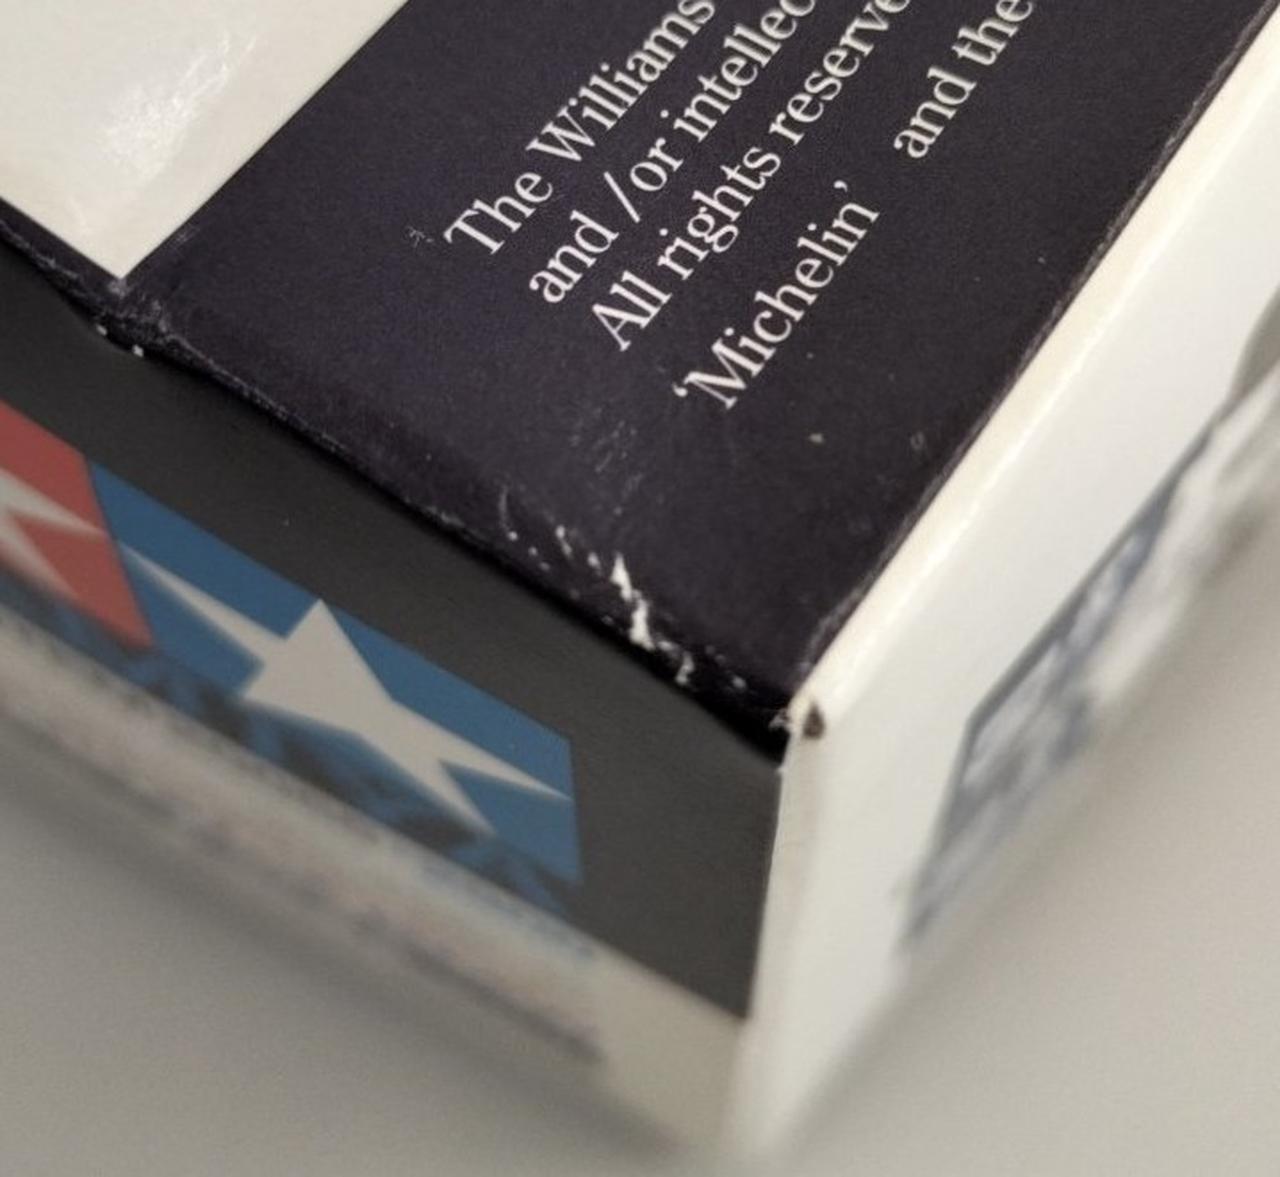 The Williams
and /or intellec
All rights reserve
'Michelin' and the